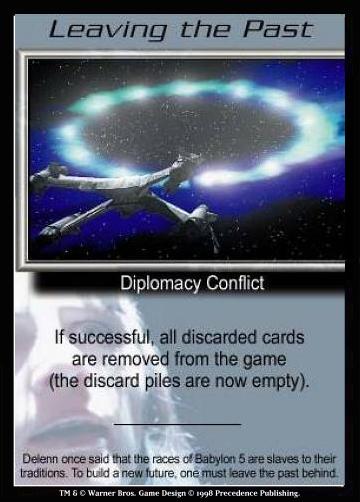 Leaving the Past
Diplomacy Conflict
If successful, all discarded cards
are removed from the game
(the discard piles are now empty).
Delenn once said that the races of Babylon 5 are slaves to their
traditions. To build a new future, one must leave the past behind.
TM & © Warner Bros. Game Design © 1998 Precedence Publishing.